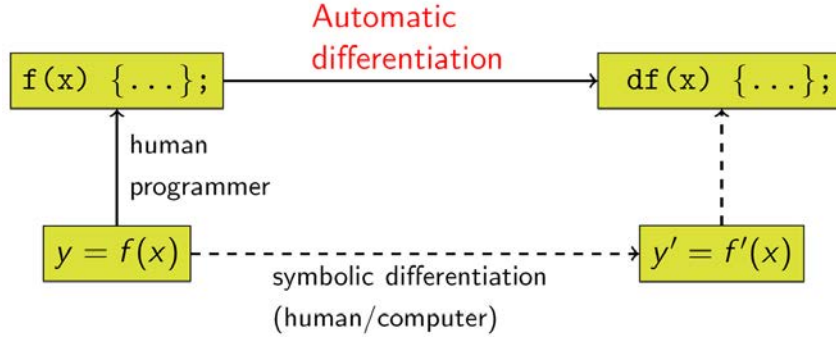 Automatic
differentiation
f(x) {...};
df(x) {...};
human
programmer
y = f(x)
y' = f'(x)
symbolic differentiation
(human/computer)